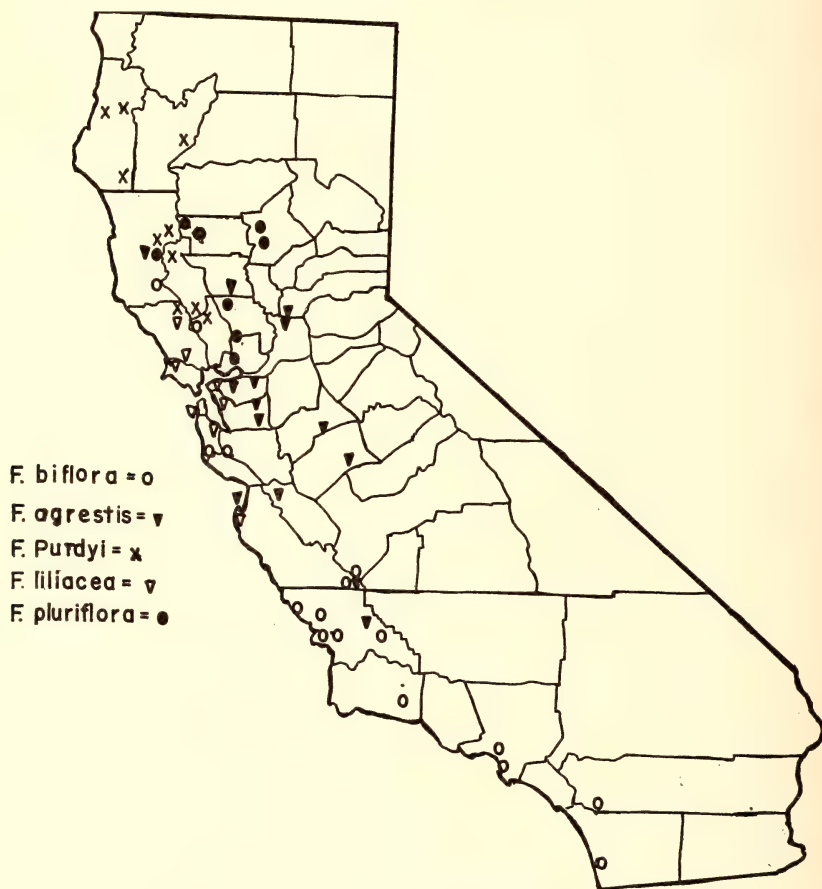 F. biflora = o
F. agrestis = ▼
F. Purdyi = x
F. liliacea = ▽
F. pluriflora = ●